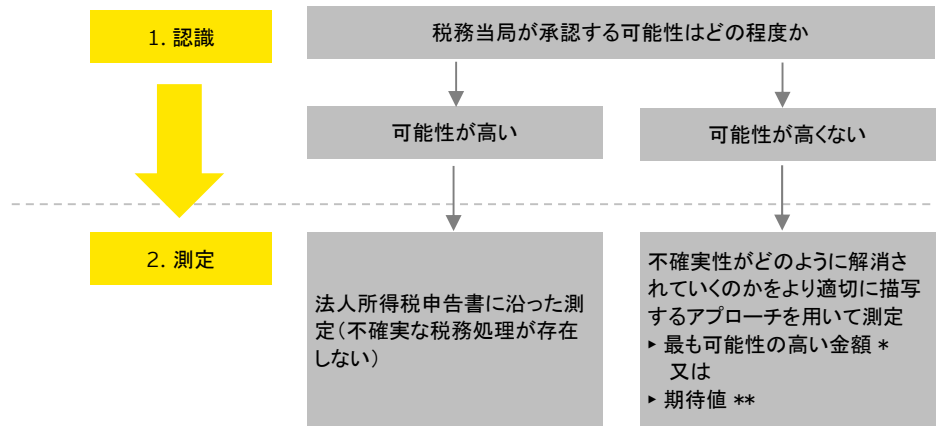 1. 認識
税務当局が承認する可能性はどの程度か
可能性が高い
可能性が高くない
2. 測定
法人所得税申告書に沿った測
定(不確実な税務処理が存在
しない)
不確実性がどのように解消さ
れていくのかをより適切に描写
するアプローチを用いて測定
▶ 最も可能性の高い金額 *
又は
▶ 期待値 **